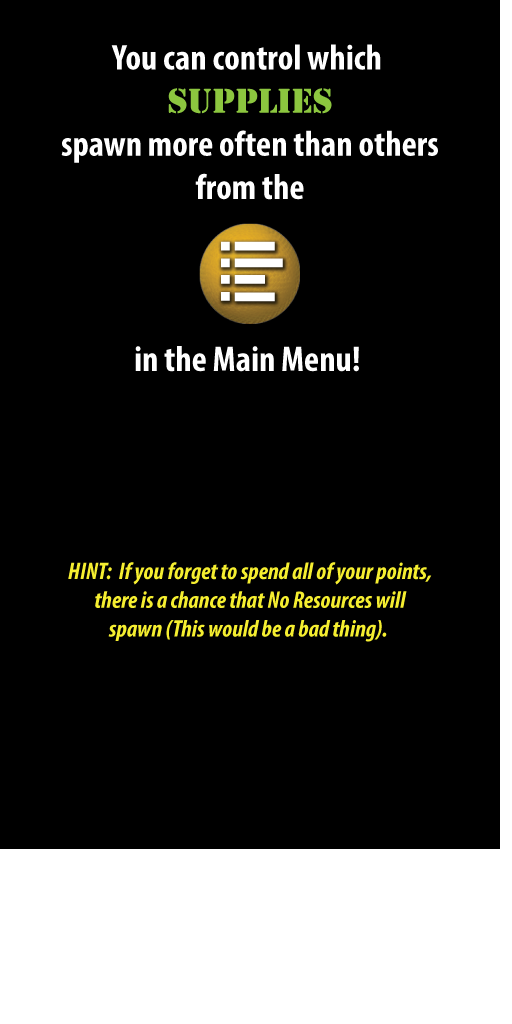 You can control which
SUPPLIES
spawn more often than others
from the
in the Main Menu!
HINT:  If you forget to spend all of your points,
there is a chance that No Resources will
spawn (This would be a bad thing).